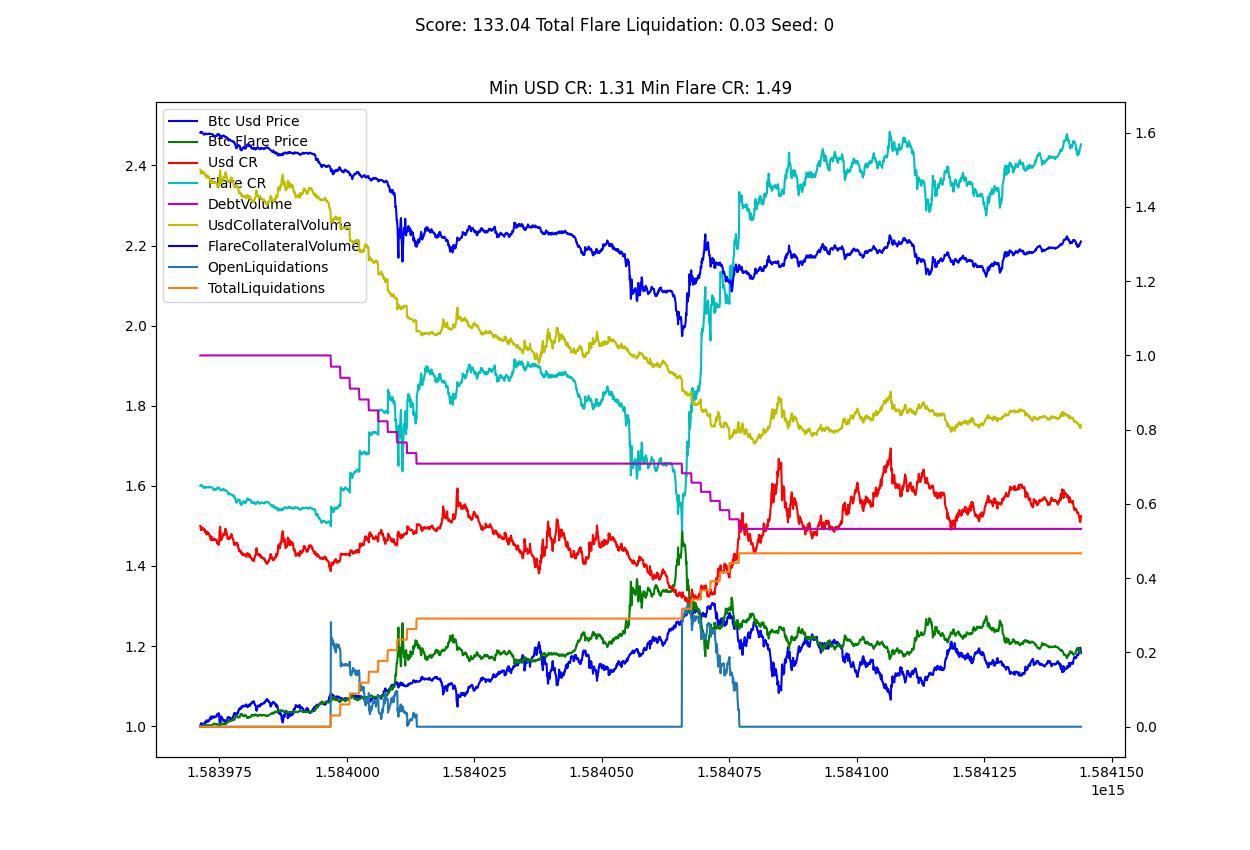 Score: 133.04 Total Flare Liquidation: 0.03 Seed: 0
Min USD CR: 1.31 Min Flare CR: 1.49
Btc Usd Price
Btc Flare Price
Usd CR
Flare CR
DebtVolume
UsdCollateralVolume
FlareCollateralVolume
OpenLiquidations
TotalLiquidations
2.4
2.2
2.0
1.8
1.6
1.4
1.2
1.0
1.6
1.4
1.2
1.0
0.8
0.6
0.4
0.2
0.0
1.583975 1.584000 1.584025 1.584050 1.584075 1.584100 1.584125 1.584150
1e15